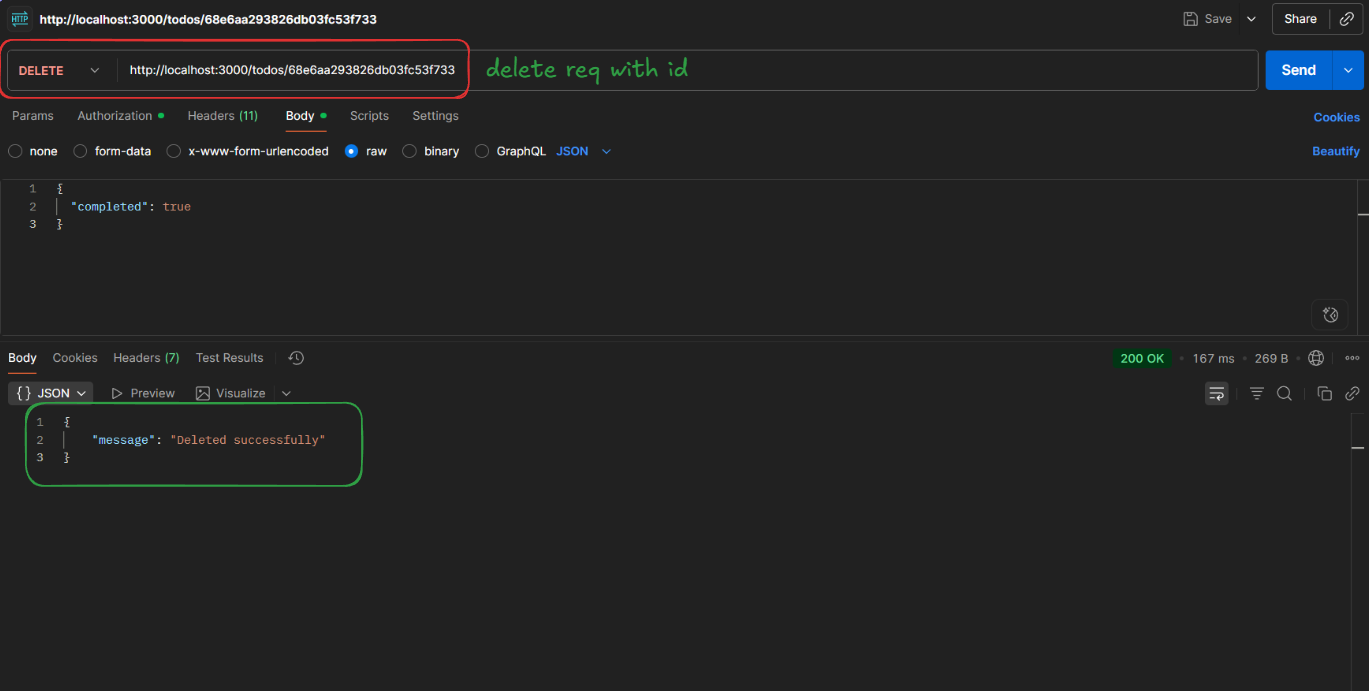 HTTP http://localhost:3000/todos/68e6aa293826db03fc53f733 Save Share
DELETE http://localhost:3000/todos/68e6aa293826db03fc53f733 delete req with id Send
Params Authorization Headers (11) Body Scripts Settings Cookies
none form-data x-www-form-urlencoded raw binary GraphQL JSON Beautify
1 {
2 "completed": true
3 }
Body Cookies Headers (7) Test Results 200 OK • 167 ms • 269 B •
{} JSON Preview Visualize
1 {
2 "message": "Deleted successfully"
3 }